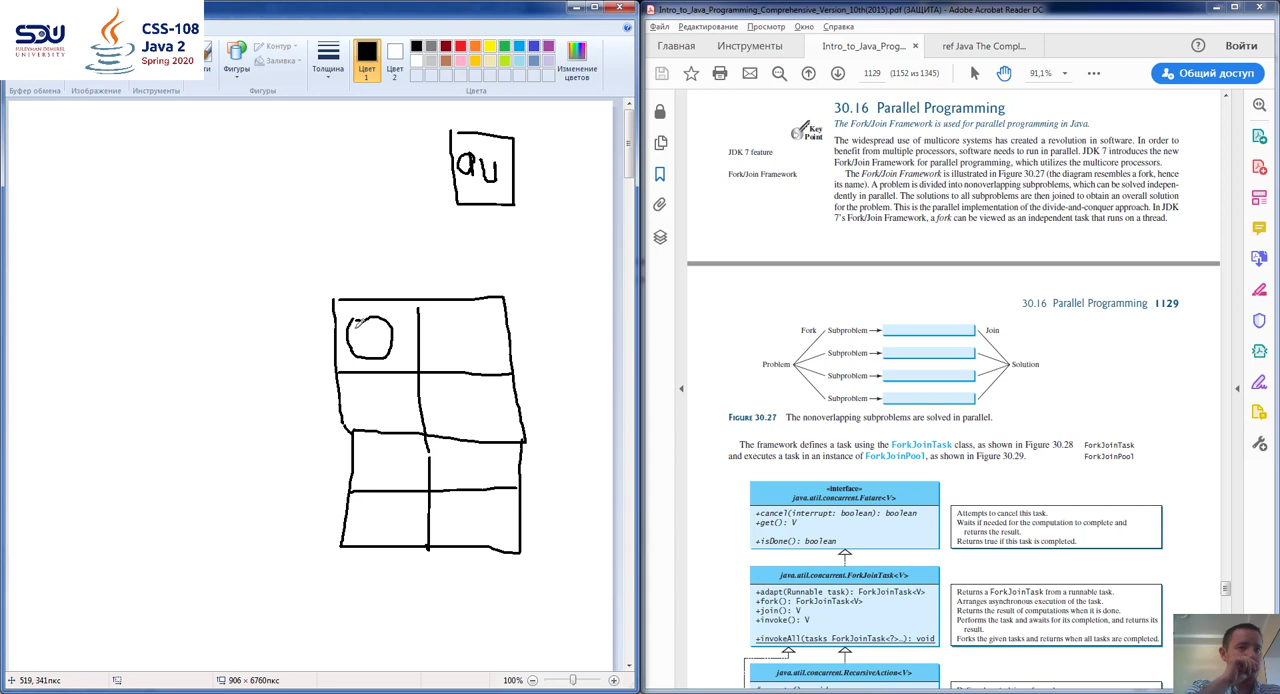 SDU
SULEYMAN DEMIREL
UNIVERSITY
CSS-108
Java 2
Spring 2020
Java
Фигуры
Контур
Заливка
Толщина
Цвет
1
Цвет
2
Изменение
цветов
Буфер обмена
Изображение
Инструменты
Фигуры
Цвета
au
519, 341пкс
906 × 6760пкс
100%
Intro_to_Java_Programming_Comprehensive_Version_10th(2015).pdf (ЗАЩИТА) - Adobe Acrobat Reader DC
Файл Редактирование Просмотр Окно Справка
Главная Инструменты Intro_to_Java_Prog... × ref Java The Compl... Войти
1129 (1152 из 1345) 91,1% Общий доступ
30.16 Parallel Programming
The Fork/Join Framework is used for parallel programming in Java.
Key
Point
JDK 7 feature
Fork/Join Framework
The widespread use of multicore systems has created a revolution in software. In order to
benefit from multiple processors, software needs to run in parallel. JDK 7 introduces the new
Fork/Join Framework for parallel programming, which utilizes the multicore processors.
The Fork/Join Framework is illustrated in Figure 30.27 (the diagram resembles a fork, hence
its name). A problem is divided into nonoverlapping subproblems, which can be solved indepen-
dently in parallel. The solutions to all subproblems are then joined to obtain an overall solution
for the problem. This is the parallel implementation of the divide-and-conquer approach. In JDK
7's Fork/Join Framework, a fork can be viewed as an independent task that runs on a thread.
30.16 Parallel Programming 1129
Fork
Subproblem
Join
Subproblem
Problem
Solution
Subproblem
Subproblem
FIGURE 30.27 The nonoverlapping subproblems are solved in parallel.
The framework defines a task using the ForkJoinTask class, as shown in Figure 30.28
and executes a task in an instance of ForkJoinPool, as shown in Figure 30.29.
ForkJoinTask
ForkJoinPool
«interface»
java.util.concurrent.Future<V>
+cancel(interrupt: boolean): boolean
+get(): V
+isDone(): boolean
Attempts to cancel this task.
Waits if needed for the computation to complete and
returns the result.
Returns true if this task is completed.
java.util.concurrent.ForkJoinTask<V>
+adapt(Runnable task): ForkJoinTask<V>
+fork(): ForkJoinTask<V>
+join(): V
+invoke(): V
+invokeAll(tasks ForkJoinTask<?>…): void
Returns a ForkJoinTask from a runnable task.
Arranges asynchronous execution of the task.
Returns the result of computations when it is done.
Performs the task and awaits for its completion, and returns its
result.
Forks the given tasks and returns when all tasks are completed.
java.util.concurrent.RecursiveAction